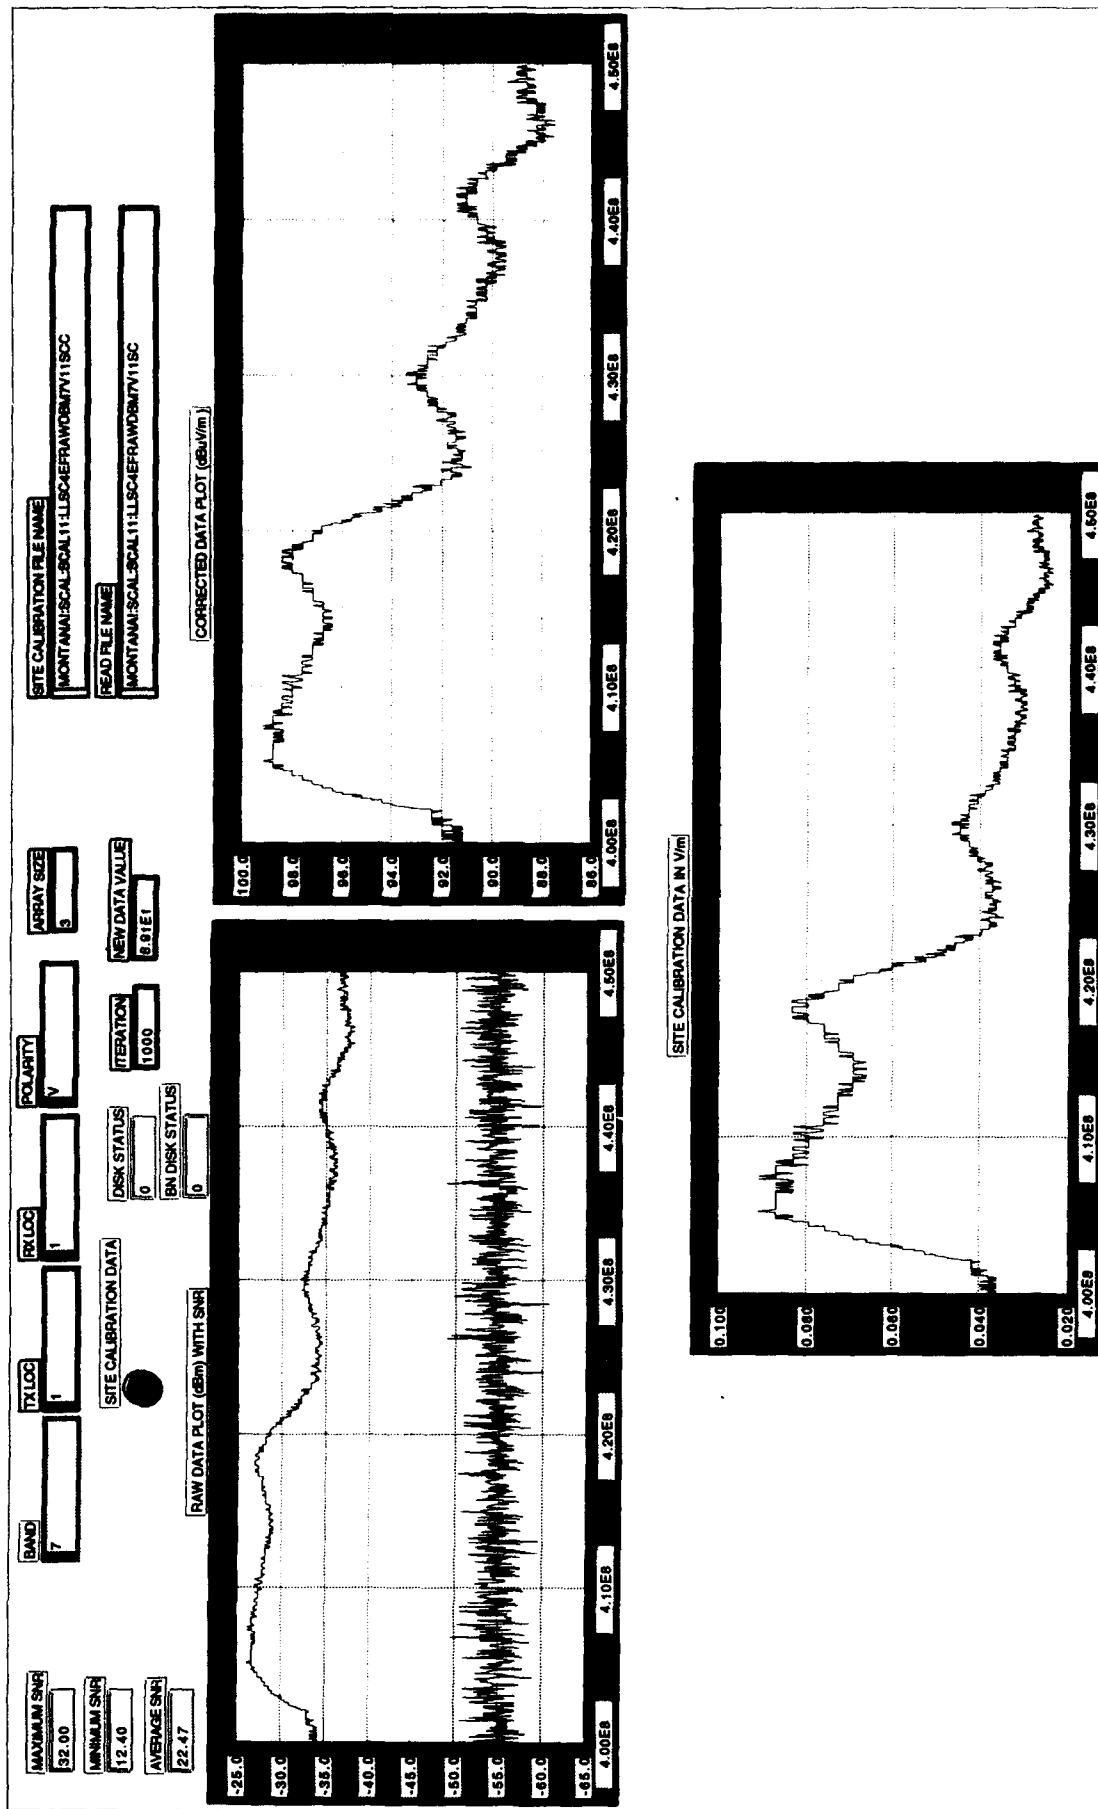 MAXIMUM SNR
32.00
MINIMUM SNR
12.40
AVERAGE SNR
22.47
BAND
7
TX LOC
1
RX LOC
1
POLARITY
V
ARRAY SIZE
3
SITE CALIBRATION DATA
DISK STATUS
0
BN DISK STATUS
0
ITERATION
1000
NEW DATA VALUE
8.91E1
SITE CALIBRATION FILE NAME
MONTANAI:SCAL:SCAL11:LLSC4EFRAWDBM7V11SCC
READ FILE NAME
MONTANAI:SCAL:SCAL11:LLSC4EFRAWDBM7V11SC
RAW DATA PLOT (dBm) WITH SNR
-25.0
-30.0
-35.0
-40.0
-45.0
-50.0
-55.0
-60.0
-65.0
4.00E8 4.10E8 4.20E8 4.30E8 4.40E8 4.50E8
CORRECTED DATA PLOT (dBuV/m)
100.0
98.0
96.0
94.0
92.0
90.0
88.0
86.0
4.00E8 4.10E8 4.20E8 4.30E8 4.40E8 4.50E8
SITE CALIBRATION DATA IN V/m
0.100
0.080
0.060
0.040
0.020
4.00E8 4.10E8 4.20E8 4.30E8 4.40E8 4.50E8